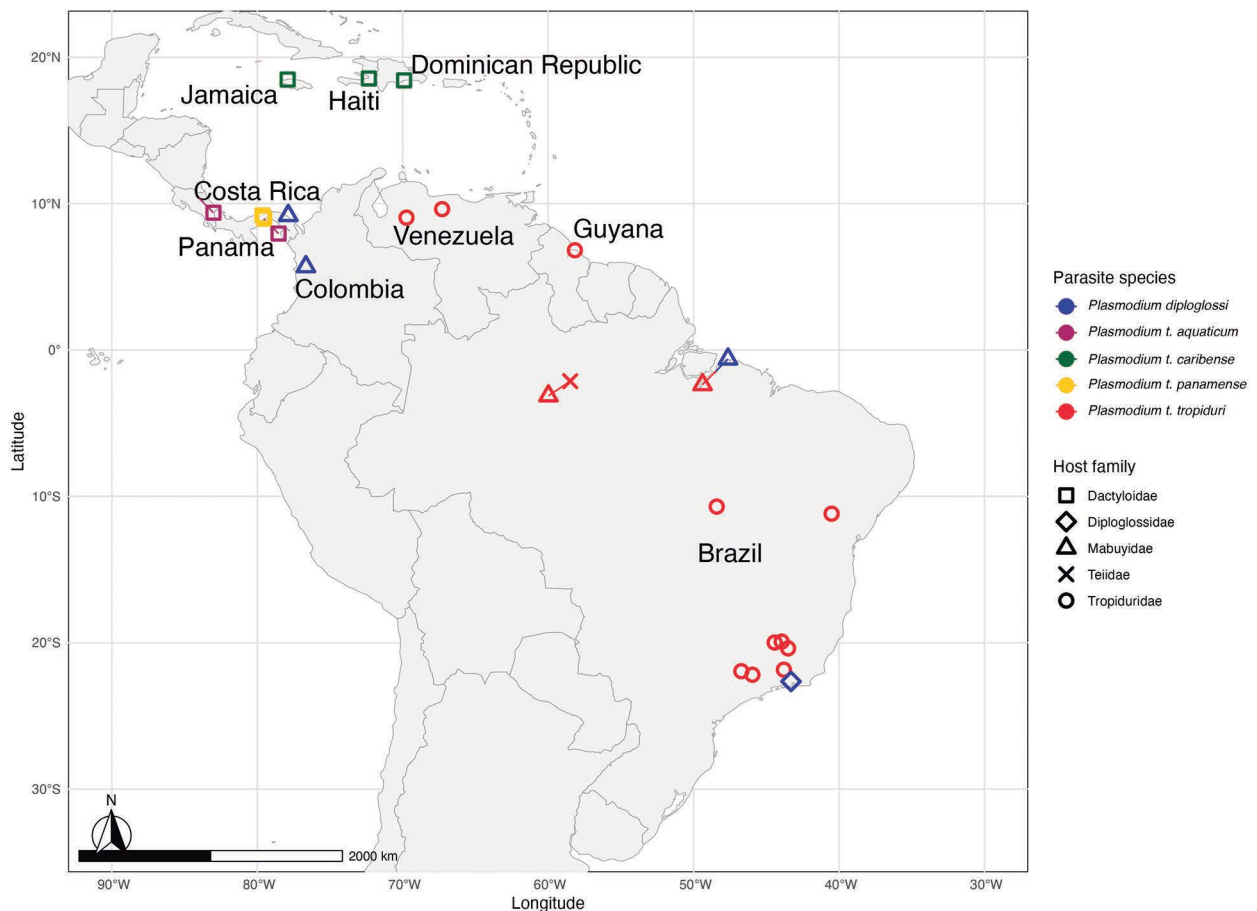 20°N
10°N
0°
10°S
20°S
30°S
Latitude
Dominican Republic
Jamaica
Haiti
Costa Rica
Panama
Venezuela
Guyana
Colombia
Brazil
N
2000 km
90°W
80°W
70°W
60°W
50°W
40°W
30°W
Longitude
Parasite species
Plasmodium diploglossi
Plasmodium t. aquaticum
Plasmodium t. caribense
Plasmodium t. panamense
Plasmodium t. tropiduri
Host family
Dactyloidae
Diploglossidae
Mabuyidae
Teiidae
Tropiduridae